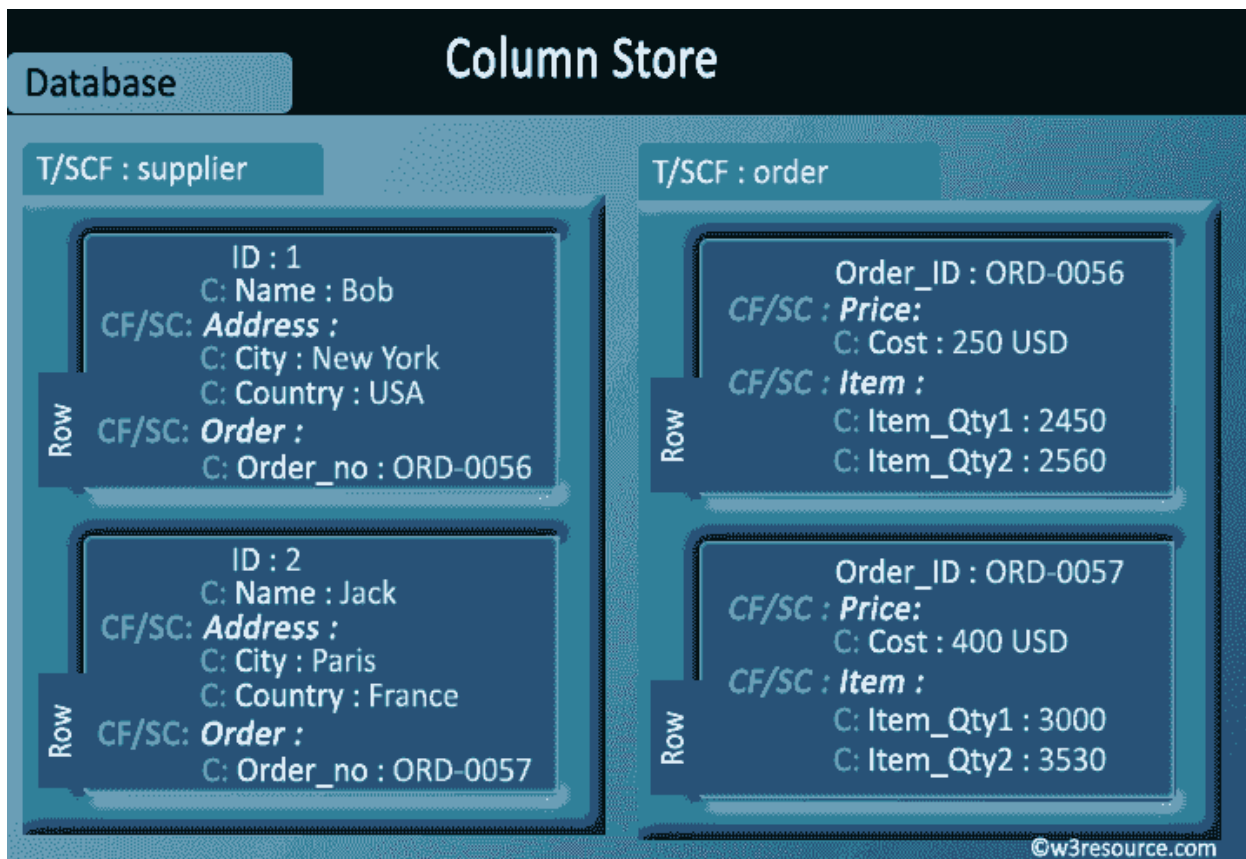 Column Store
Database
T/SCF : supplier
ID : 1
C: Name : Bob
CF/SC: Address :
C: City : New York
C: Country : USA
CF/SC: Order :
C: Order_no : ORD-0056
Row
ID : 2
C: Name : Jack
CF/SC: Address :
C: City : Paris
C: Country : France
CF/SC: Order :
C: Order_no : ORD-0057
Row
T/SCF : order
Order_ID : ORD-0056
CF/SC : Price:
C: Cost : 250 USD
CF/SC : Item :
C: Item_Qty1 : 2450
C: Item_Qty2 : 2560
Row
Order_ID : ORD-0057
CF/SC : Price:
C: Cost : 400 USD
CF/SC : Item :
C: Item_Qty1 : 3000
C: Item_Qty2 : 3530
Row
©w3resource.com